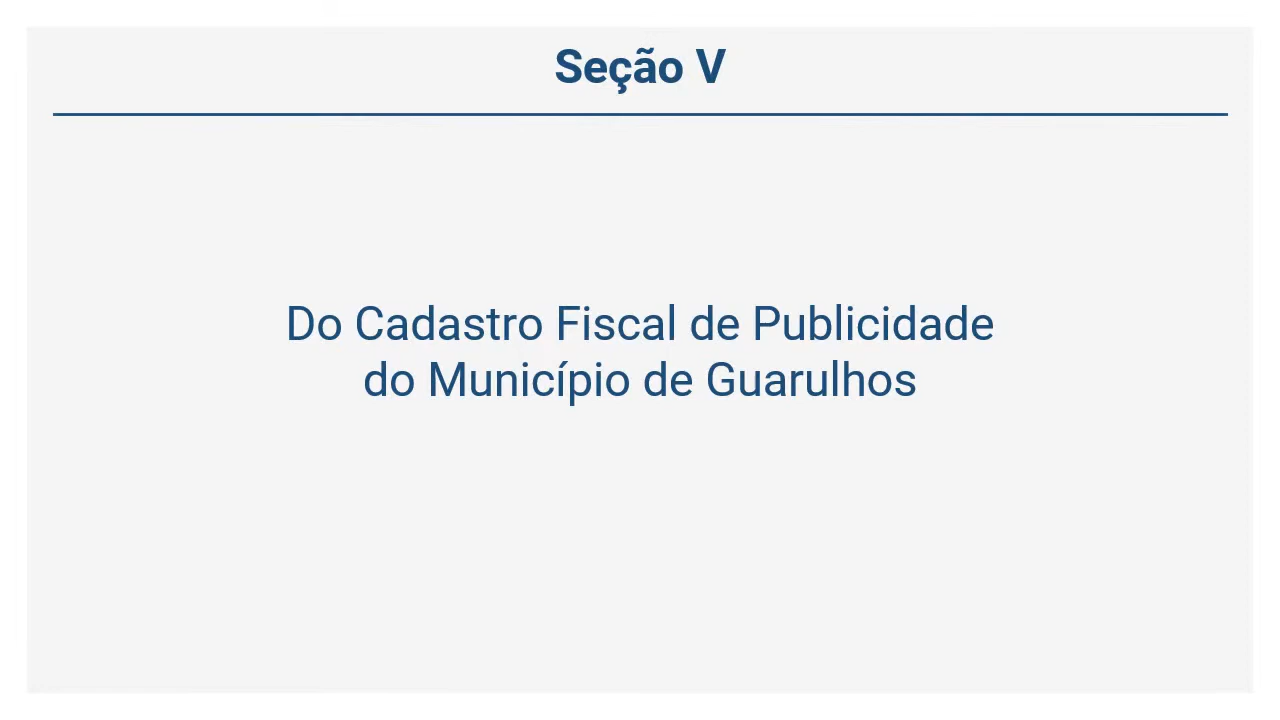 Seção V
Do Cadastro Fiscal de Publicidade
do Município de Guarulhos